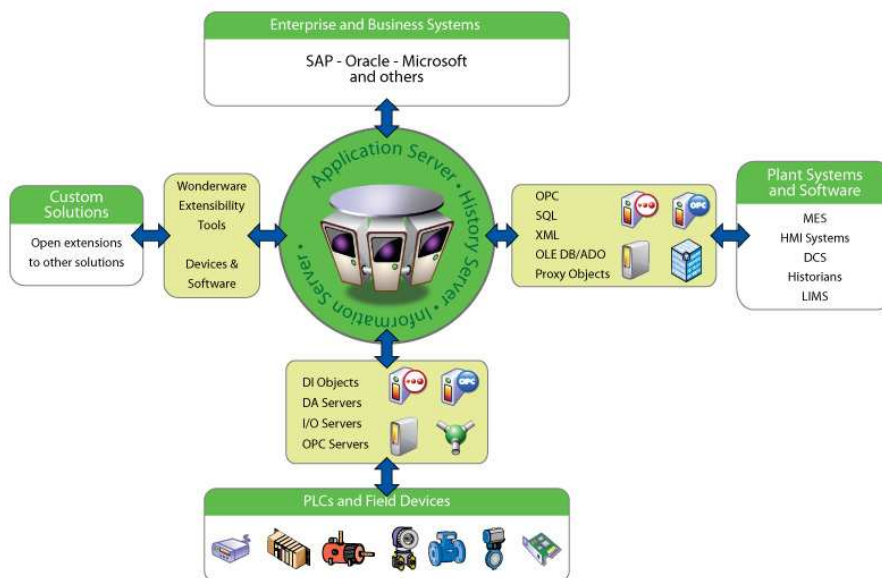 Enterprise and Business Systems
SAP - Oracle - Microsoft
and others
Application Server • History Server • Information Server •
Custom
Solutions
Open extensions
to other solutions
Wonderware
Extensibility
Tools
Devices &
Software
OPC
SQL
XML
OLE DB/ADO
Proxy Objects
OPC
Plant Systems
and Software
MES
HMI Systems
DCS
Historians
LIMS
DI Objects
DA Servers
I/O Servers
OPC Servers
OPC
PLCs and Field Devices